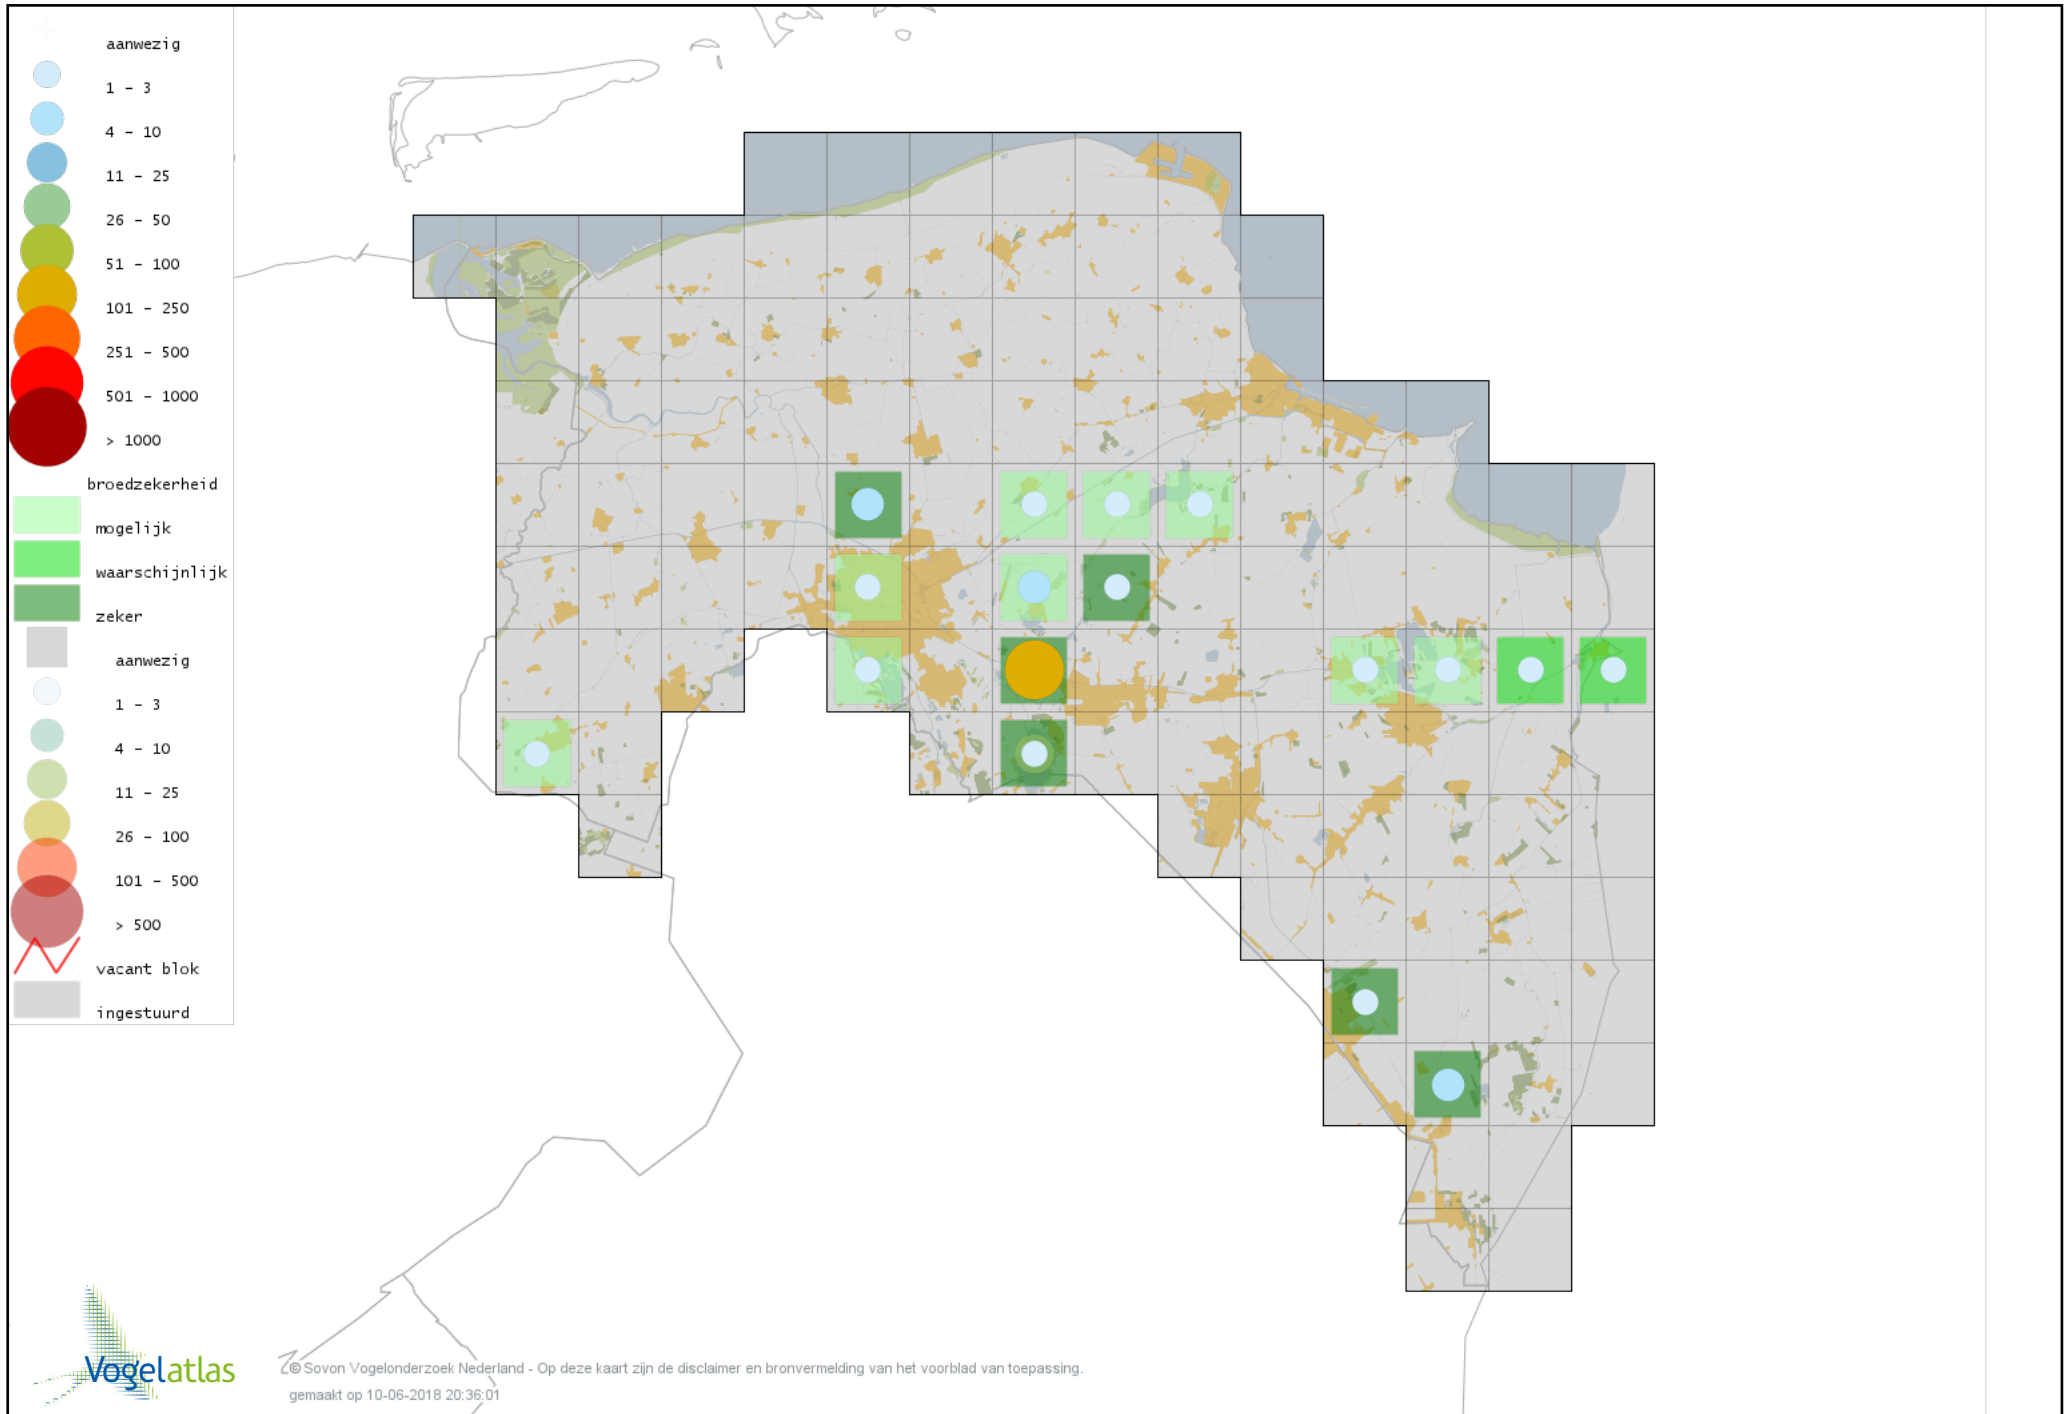 aanwezig
1 - 3
4 - 10
11 - 25
26 - 50
51 - 100
101 - 250
251 - 500
501 - 1000
> 1000
broedzekerheid
mogelijk
waarschijnlijk
zeker
aanwezig
1 - 3
4 - 10
11 - 25
26 - 100
101 - 500
> 500
vacant blok
ingestuurd
Vogelatlas
© Sovon Vogelonderzoek Nederland - Op deze kaart zijn de disclaimer en bronvermelding van het voorblad van toepassing.
gemaakt op 10-06-2018 20:36:01